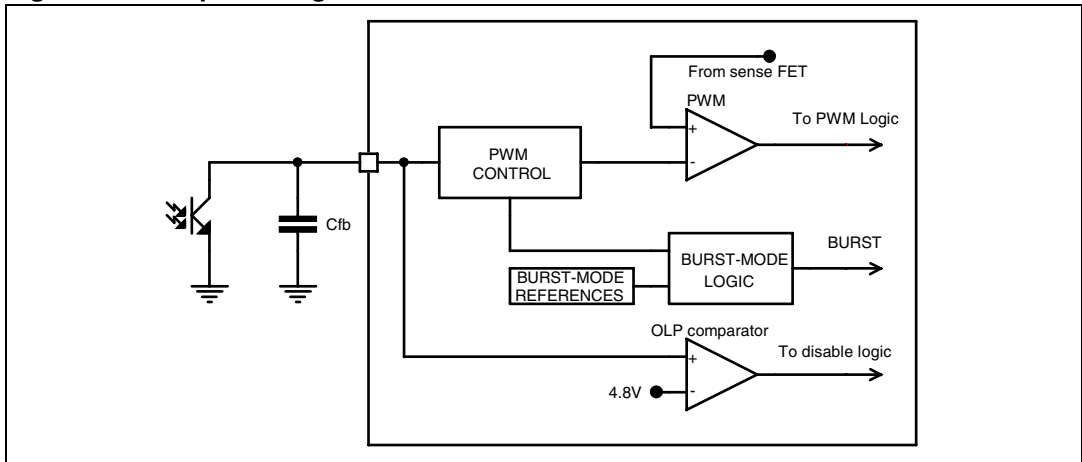 From sense FET
PWM
+
-
To PWM Logic
PWM
CONTROL
Cfb
BURST-MODE
LOGIC
BURST
BURST-MODE
REFERENCES
OLP comparator
+
-
4.8V
To disable logic